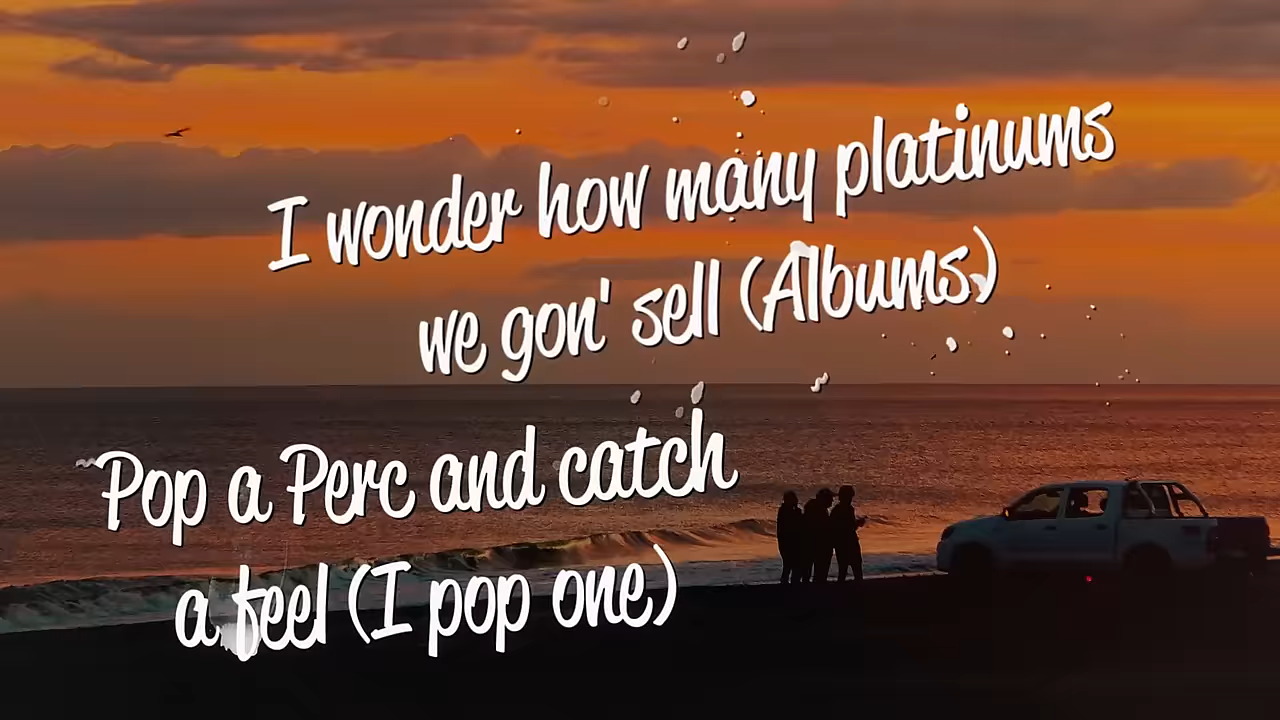 I wonder how many platinums
we gon' sell (Albums)
Pop a Perc and catch
a feel (I pop one)